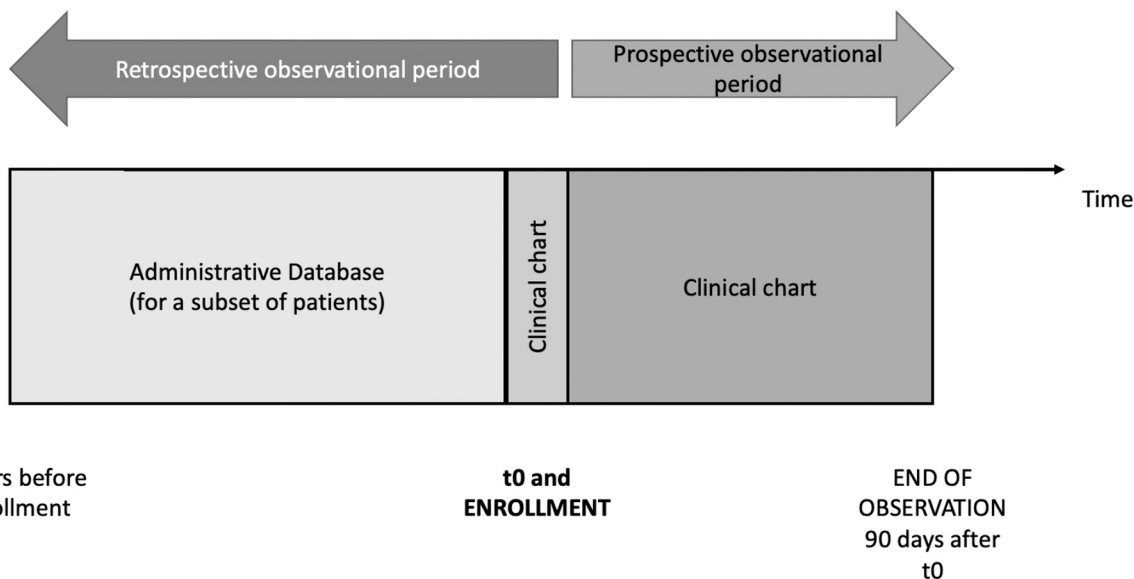 Retrospective observational period
Prospective observational
period
Time
Administrative Database
(for a subset of patients)
Clinical chart
Clinical chart
before
t0 and
ENROLLMENT
END OF
OBSERVATION
90 days after
t0